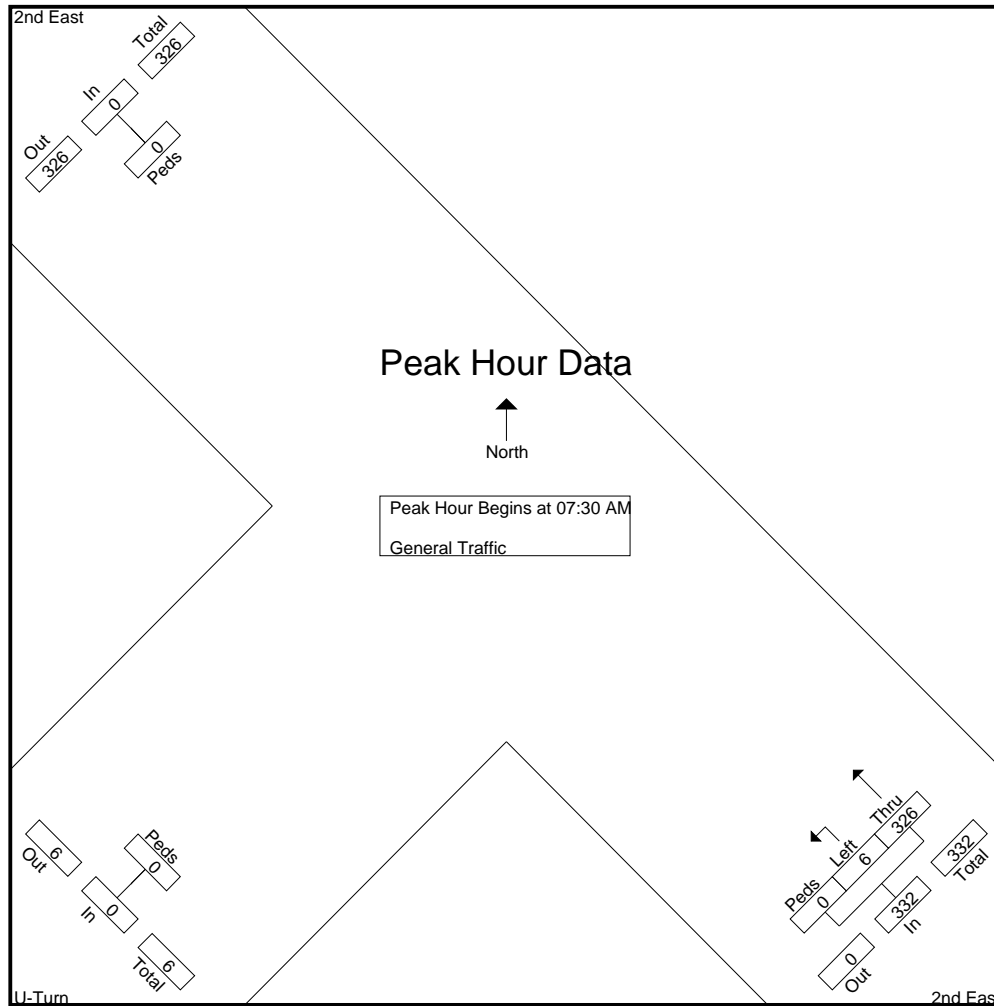 2nd East
Total
326
In
0
Out
326
0
Peds
Peak Hour Data
North
Peak Hour Begins at 07:30 AM
General Traffic
Peds
0
6
Out
0
In
6
Total
U-Turn
Thru
326
Left
6
Peds
0
332
Total
332
In
0
Out
2nd Eas